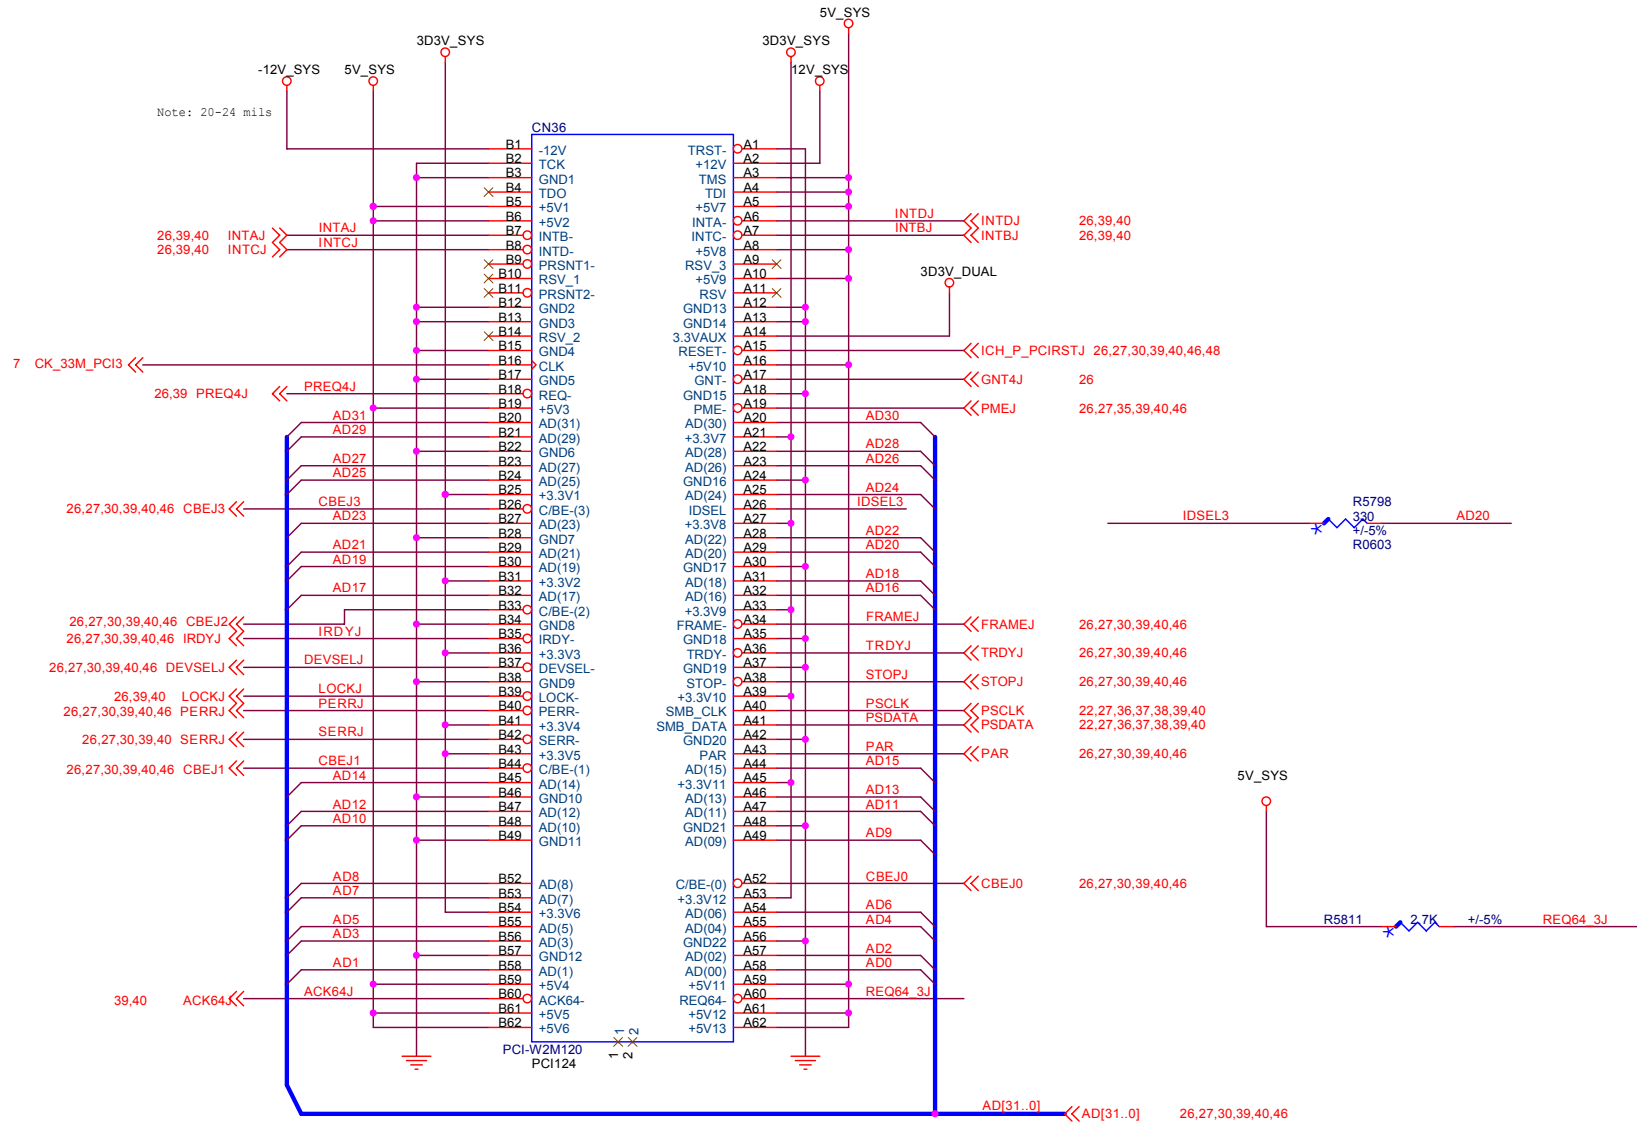 5V_SYS
3D3V_SYS 3D3V_SYS
-12V_SYS 5V_SYS 12V_SYS
Note: 20-24 mils
CN36
B1 -12V TRST- A1
B2 TCK +12V A2
B3 GND1 TMS A3
B4 TDO TDI A4
B5 +5V1 +5V7 A5
B6 +5V2 INTA- A6 INTDJ INTDJ 26,39,40
26,39,40 INTAJ INTAJ B7 INTB- INTC- A7 INTBJ INTBJ 26,39,40
26,39,40 INTCJ INTCJ B8 INTD- +5V8 A8
B9 PRSNT1- RSV_3 A9
B10 RSV_1 +5V9 A10 3D3V_DUAL
B11 PRSNT2- RSV A11
B12 GND2 GND13 A12
B13 GND3 GND14 A13
B14 RSV_2 3.3VAUX A14
B15 GND4 RESET- A15 ICH_P_PCIRSTJ 26,27,30,39,40,46,48
7 CK_33M_PCI3 B16 CLK +5V10 A16
B17 GND5 GNT- A17 GNT4J 26
26,39 PREQ4J PREQ4J B18 REQ- GND15 A18
B19 +5V3 PME- A19 PMEJ 26,27,35,39,40,46
AD31 B20 AD(31) AD(30) A20 AD30
AD29 B21 AD(29) +3.3V7 A21
B22 GND6 AD(28) A22 AD28
AD27 B23 AD(27) AD(26) A23 AD26
AD25 B24 AD(25) GND16 A24
B25 +3.3V1 AD(24) A25 AD24
26,27,30,39,40,46 CBEJ3 CBEJ3 B26 C/BE-(3) IDSEL A26 IDSEL3
AD23 B27 AD(23) +3.3V8 A27
B28 GND7 AD(22) A28 AD22
AD21 B29 AD(21) AD(20) A29 AD20
AD19 B30 AD(19) GND17 A30
B31 +3.3V2 AD(18) A31 AD18
AD17 B32 AD(17) AD(16) A32 AD16
B33 C/BE-(2) +3.3V9 A33
26,27,30,39,40,46 CBEJ2 B34 GND8 FRAME- A34 FRAMEJ FRAMEJ 26,27,30,39,40,46
26,27,30,39,40,46 IRDYJ IRDYJ B35 IRDY- GND18 A35
B36 +3.3V3 TRDY- A36 TRDYJ TRDYJ 26,27,30,39,40,46
26,27,30,39,40,46 DEVSELJ DEVSELJ B37 DEVSEL- GND19 A37
B38 GND9 STOP- A38 STOPJ STOPJ 26,27,30,39,40,46
26,39,40 LOCKJ LOCKJ B39 LOCK- +3.3V10 A39
26,27,30,39,40,46 PERRJ PERRJ B40 PERR- SMB_CLK A40 PSCLK PSCLK 22,27,36,37,38,39,40
B41 +3.3V4 SMB_DATA A41 PSDATA PSDATA 22,27,36,37,38,39,40
26,27,30,39,40 SERRJ SERRJ B42 SERR- GND20 A42
B43 +3.3V5 PAR A43 PAR PAR 26,27,30,39,40,46
26,27,30,39,40,46 CBEJ1 CBEJ1 B44 C/BE-(1) AD(15) A44 AD15
AD14 B45 AD(14) +3.3V11 A45
B46 GND10 AD(13) A46 AD13
AD12 B47 AD(12) AD(11) A47 AD11
AD10 B48 AD(10) GND21 A48
B49 GND11 AD(09) A49 AD9
AD8 B52 AD(8) C/BE-(0) A52 CBEJ0 CBEJ0 26,27,30,39,40,46
AD7 B53 AD(7) +3.3V12 A53
B54 +3.3V6 AD(06) A54 AD6
AD5 B55 AD(5) AD(04) A55 AD4
AD3 B56 AD(3) GND22 A56
B57 GND12 AD(02) A57 AD2
AD1 B58 AD(1) AD(00) A58 AD0
B59 +5V4 +5V11 A59
39,40 ACK64J ACK64J B60 ACK64- REQ64- A60 REQ64_3J
B61 +5V5 +5V12 A61
B62 +5V6 +5V13 A62
1 2
1 2
PCI-W2M120
PCI124
AD[31..0] AD[31..0] 26,27,30,39,40,46
R5798
IDSEL3 330 AD20
+/-5%
R0603
5V_SYS
R5811 2.7K +/-5% REQ64_3J